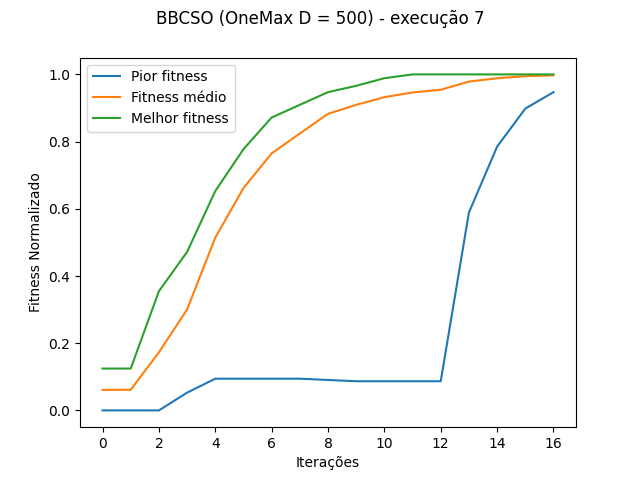 BBCSO (OneMax D = 500) - execução 7
Pior fitness
Fitness médio
Melhor fitness
Fitness Normalizado
1.0
0.8
0.6
0.4
0.2
0.0
0 2 4 6 8 10 12 14 16
Iterações